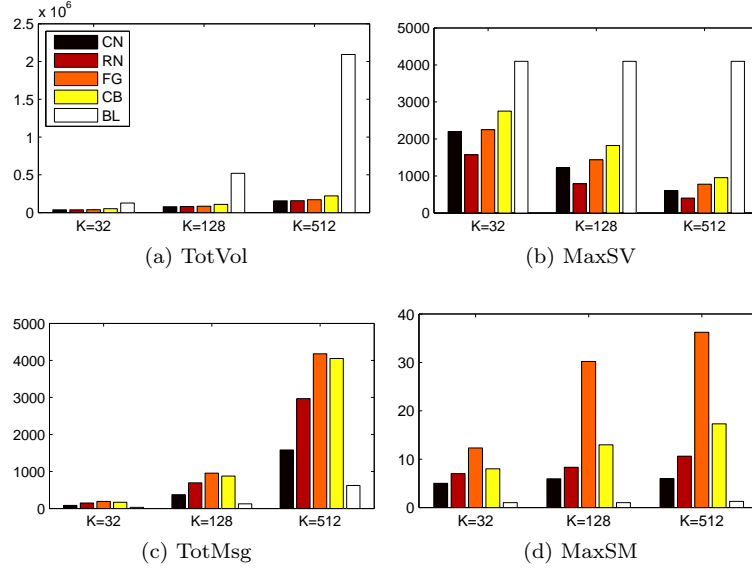 x 10^6
2.5
2
1.5
1
0.5
0
CN
RN
FG
CB
BL
K=32 K=128 K=512
(a) TotVol
5000
4000
3000
2000
1000
0
K=32 K=128 K=512
(b) MaxSV
5000
4000
3000
2000
1000
0
K=32 K=128 K=512
(c) TotMsg
40
30
20
10
0
K=32 K=128 K=512
(d) MaxSM